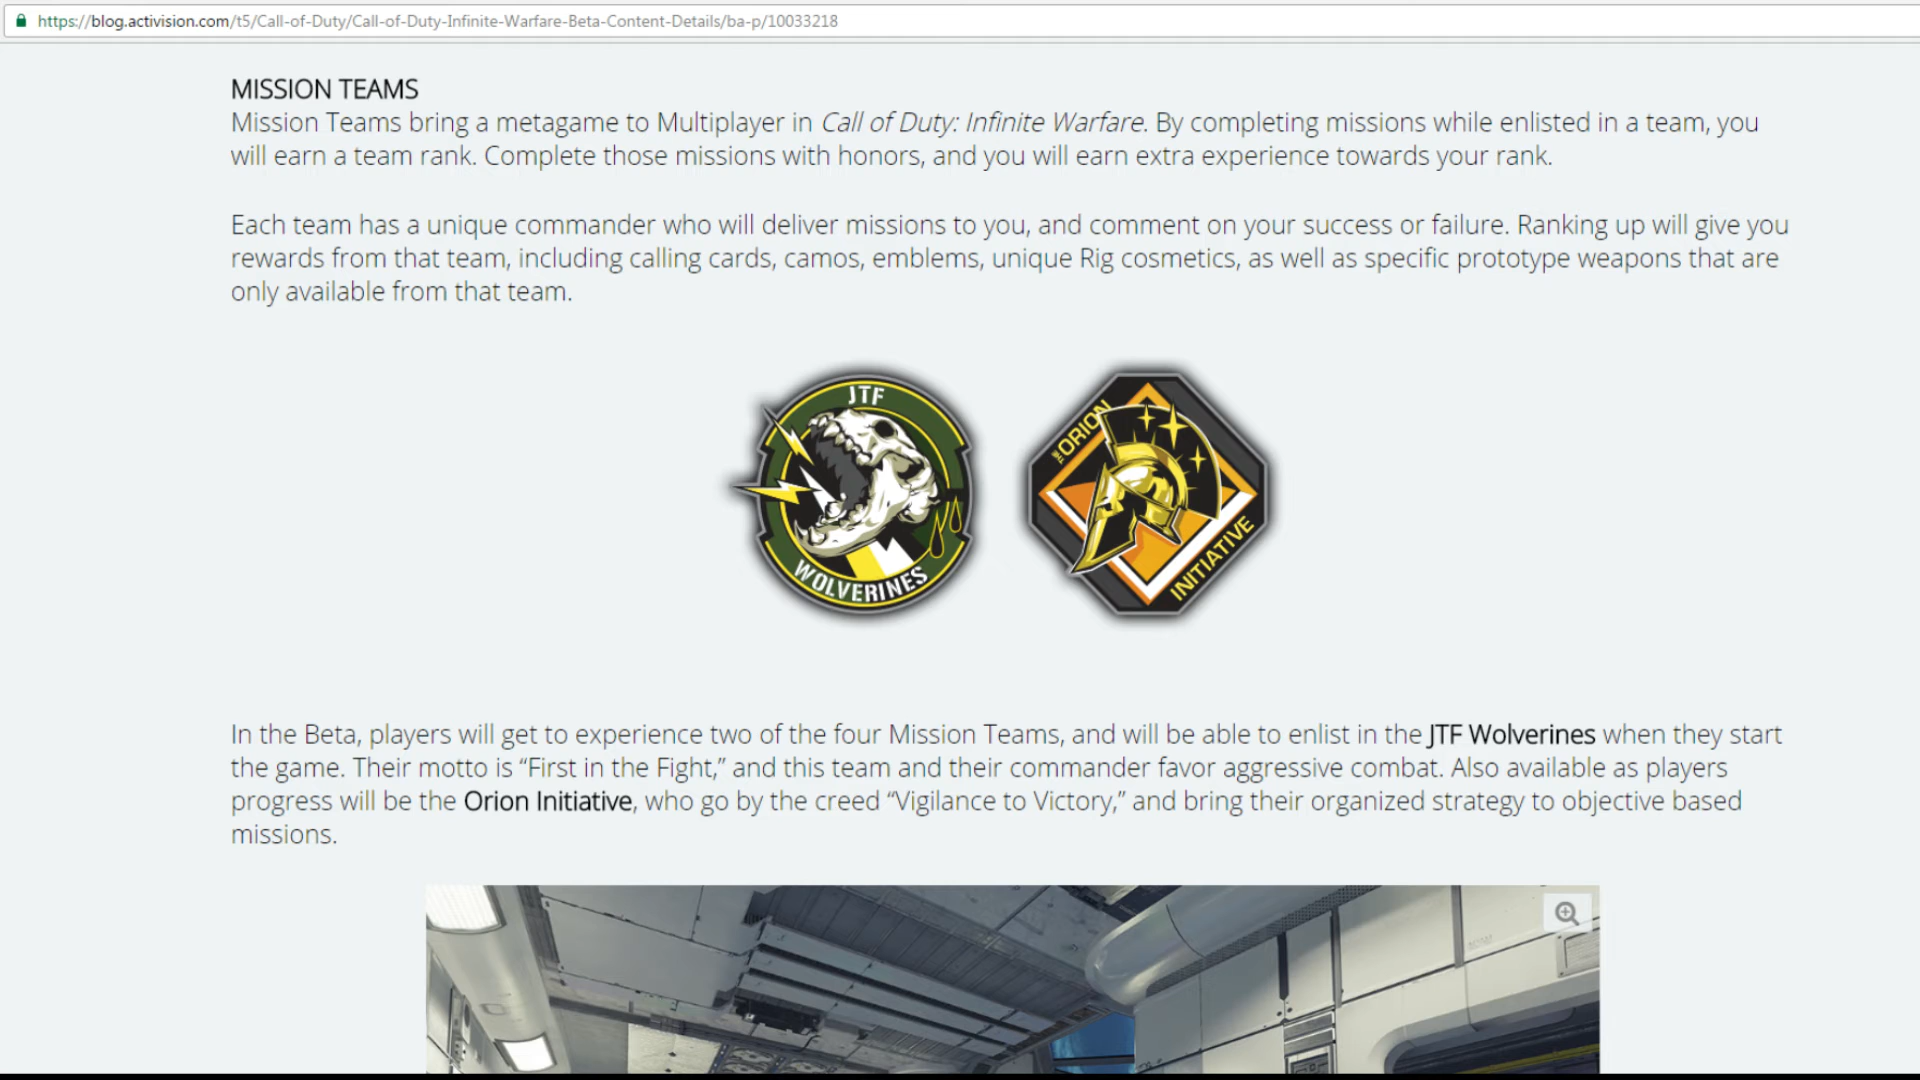 https://blog.activision.com/t5/Call-of-Duty/Call-of-Duty-Infinite-Warfare-Beta-Content-Details/ba-p/10033218
MISSION TEAMS
Mission Teams bring a metagame to Multiplayer in Call of Duty: Infinite Warfare. By completing missions while enlisted in a team, you
will earn a team rank. Complete those missions with honors, and you will earn extra experience towards your rank.
Each team has a unique commander who will deliver missions to you, and comment on your success or failure. Ranking up will give you
rewards from that team, including calling cards, camos, emblems, unique Rig cosmetics, as well as specific prototype weapons that are
only available from that team.
JTF
WOLVERINES
THE ORION
INITIATIVE
In the Beta, players will get to experience two of the four Mission Teams, and will be able to enlist in the JTF Wolverines when they start
the game. Their motto is “First in the Fight,” and this team and their commander favor aggressive combat. Also available as players
progress will be the Orion Initiative, who go by the creed “Vigilance to Victory,” and bring their organized strategy to objective based
missions.